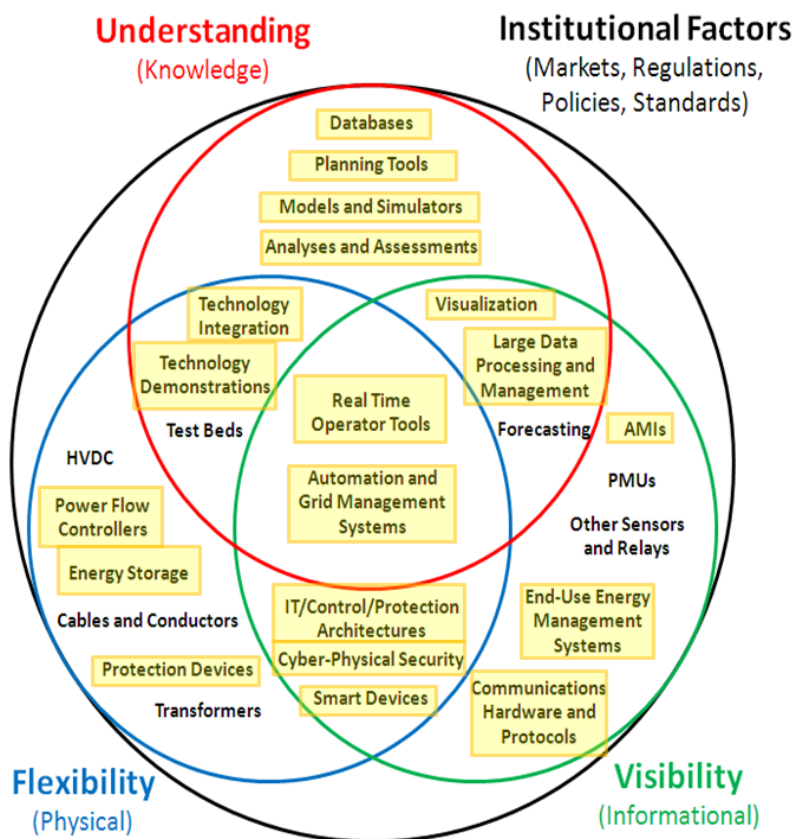 Understanding
(Knowledge)
Institutional Factors
(Markets, Regulations,
Policies, Standards)
Databases
Planning Tools
Models and Simulators
Analyses and Assessments
Technology
Integration
Visualization
Technology
Demonstrations
Large Data
Processing and
Management
Real Time
Operator Tools
Test Beds
Forecasting
AMIs
HVDC
PMUs
Automation and
Grid Management
Systems
Power Flow
Controllers
Other Sensors
and Relays
Energy Storage
Cables and Conductors
IT/Control/Protection
Architectures
End-Use Energy
Management
Systems
Cyber-Physical Security
Protection Devices
Smart Devices
Transformers
Communications
Hardware and
Protocols
Flexibility
(Physical)
Visibility
(Informational)